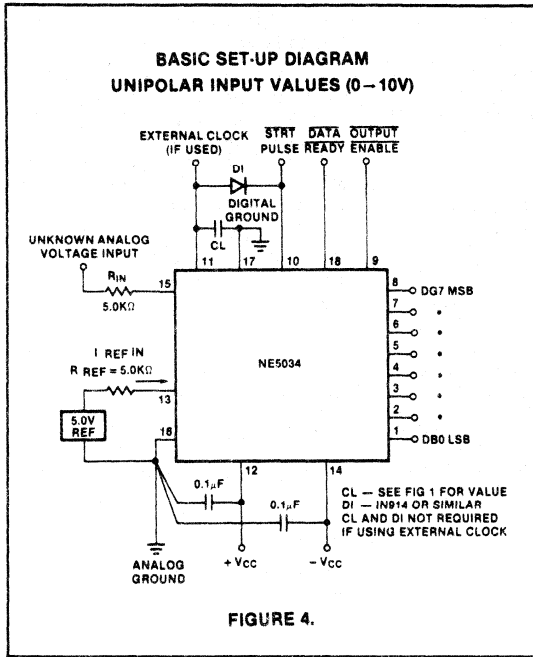 BASIC SET-UP DIAGRAM
UNIPOLAR INPUT VALUES (0→10V)
EXTERNAL CLOCK
(IF USED)
STRT
PULSE
DATA
READY
OUTPUT
ENABLE
DI
DIGITAL
GROUND
CL
UNKNOWN ANALOG
VOLTAGE INPUT
RIN
5.0KΩ
11
17
10
18
9
15
8
DG7 MSB
7
6
5
4
3
2
1
DB0 LSB
NE5034
I REF IN
R REF = 5.0KΩ
13
5.0V
REF
16
12
14
0.1μF
0.1μF
CL — SEE FIG 1 FOR VALUE
DI — IN914 OR SIMILAR
CL AND DI NOT REQUIRED
IF USING EXTERNAL CLOCK
ANALOG
GROUND
+ VCC
− VCC
FIGURE 4.